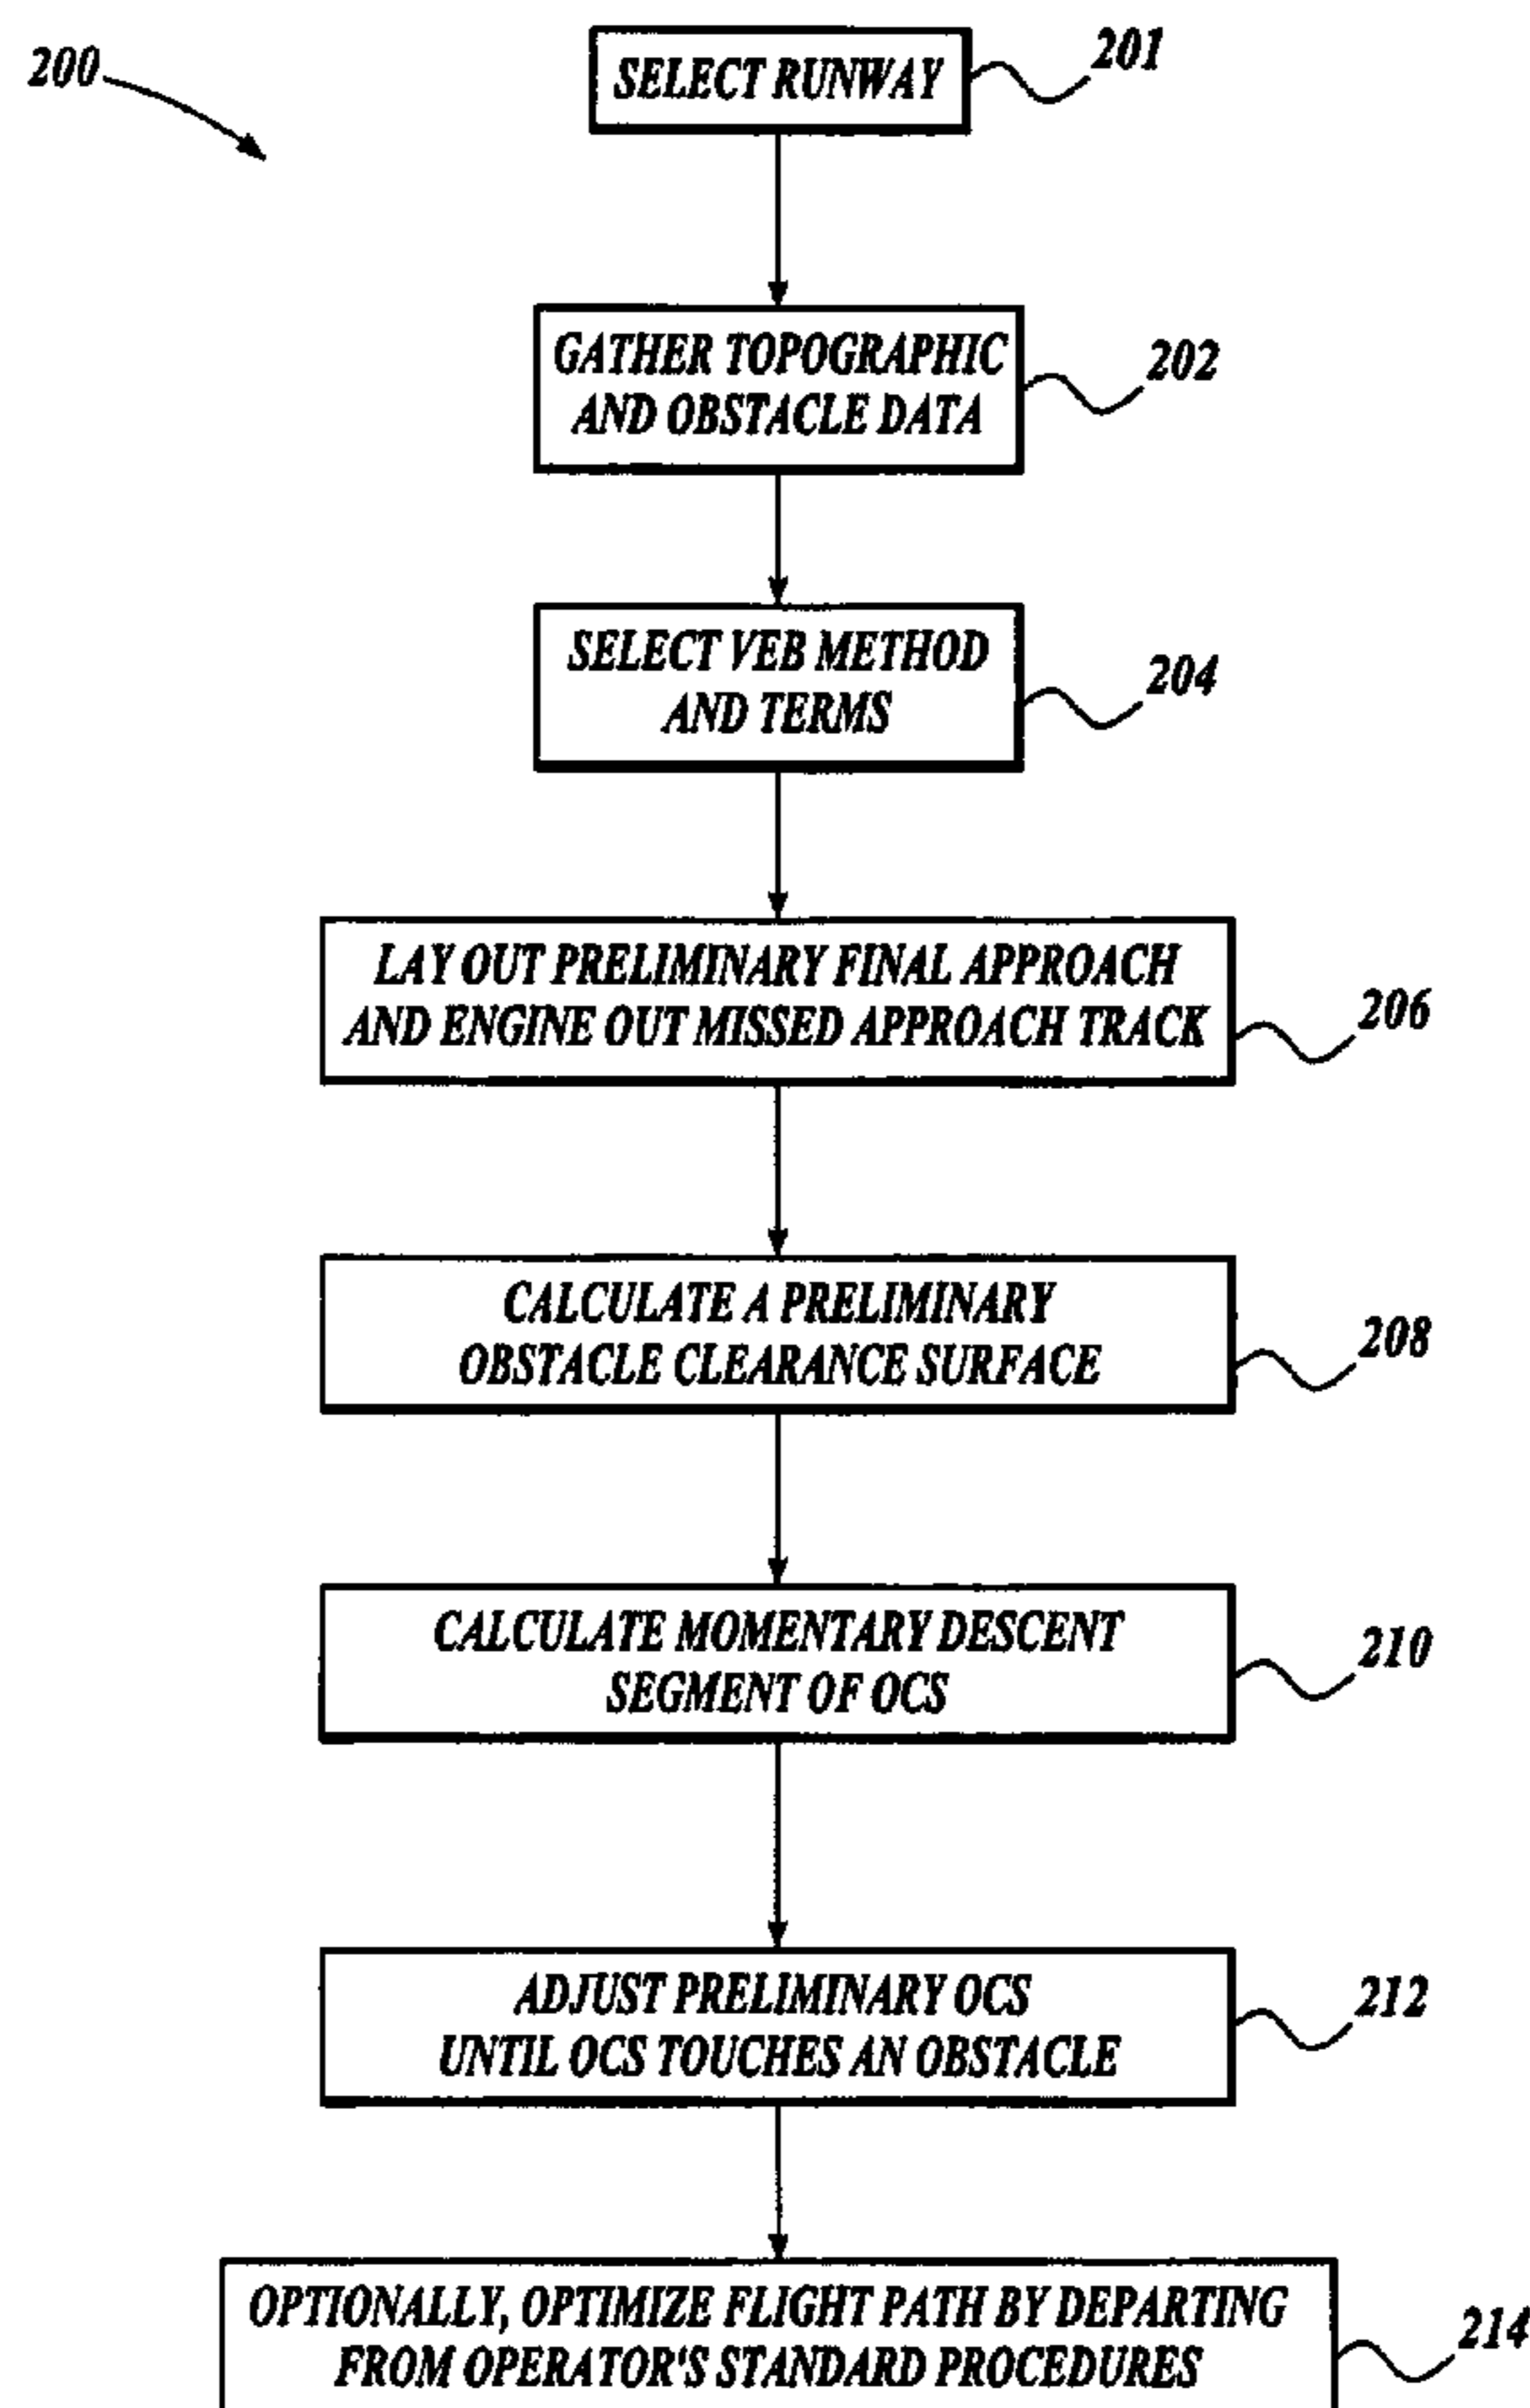 200
SELECT RUNWAY
201
GATHER TOPOGRAPHIC
AND OBSTACLE DATA
202
SELECT VEB METHOD
AND TERMS
204
LAY OUT PRELIMINARY FINAL APPROACH
AND ENGINE OUT MISSED APPROACH TRACK
206
CALCULATE A PRELIMINARY
OBSTACLE CLEARANCE SURFACE
208
CALCULATE MOMENTARY DESCENT
SEGMENT OF OCS
210
ADJUST PRELIMINARY OCS
UNTIL OCS TOUCHES AN OBSTACLE
212
OPTIONALLY, OPTIMIZE FLIGHT PATH BY DEPARTING
FROM OPERATOR'S STANDARD PROCEDURES
214